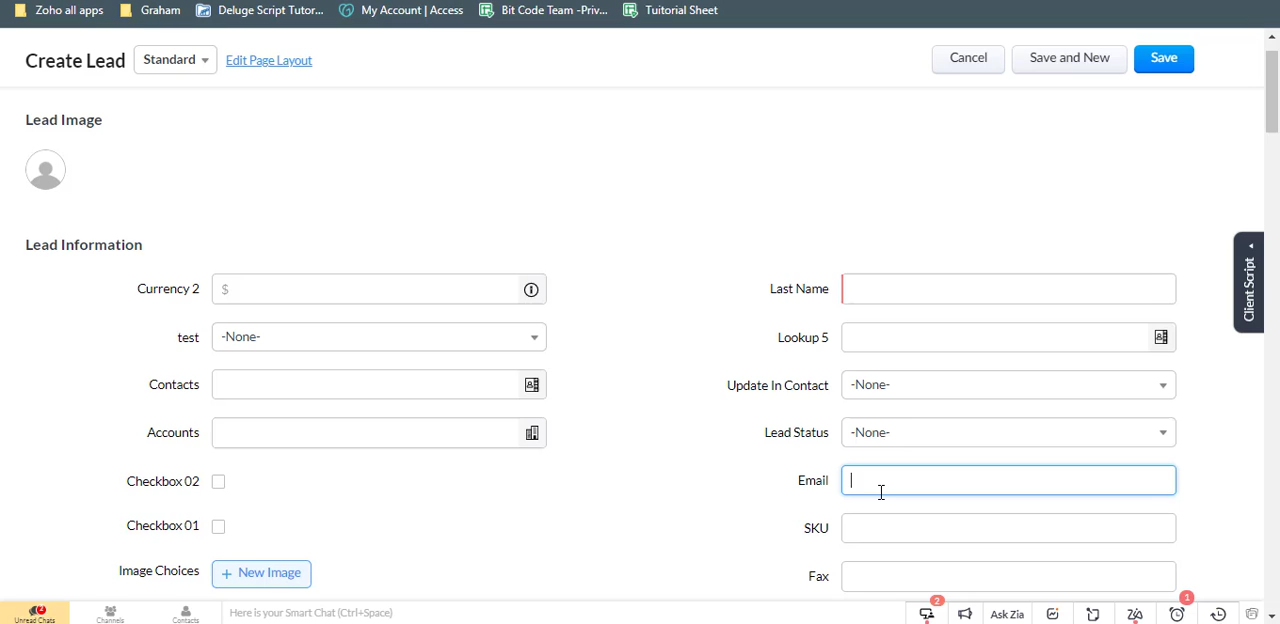 Zoho all apps Graham Deluge Script Tutor... My Account | Access Bit Code Team -Priv... Tuitorial Sheet
Create Lead Standard Edit Page Layout Cancel Save and New Save
Lead Image
Lead Information
Currency 2 $ Last Name
test -None- Lookup 5
Contacts Update In Contact -None-
Accounts Lead Status -None-
Checkbox 02 Email
Checkbox 01 SKU
Image Choices + New Image Fax
Client Script
2 1
Unread Chats Channels Contacts Here is your Smart Chat (Ctrl+Space) Ask Zia